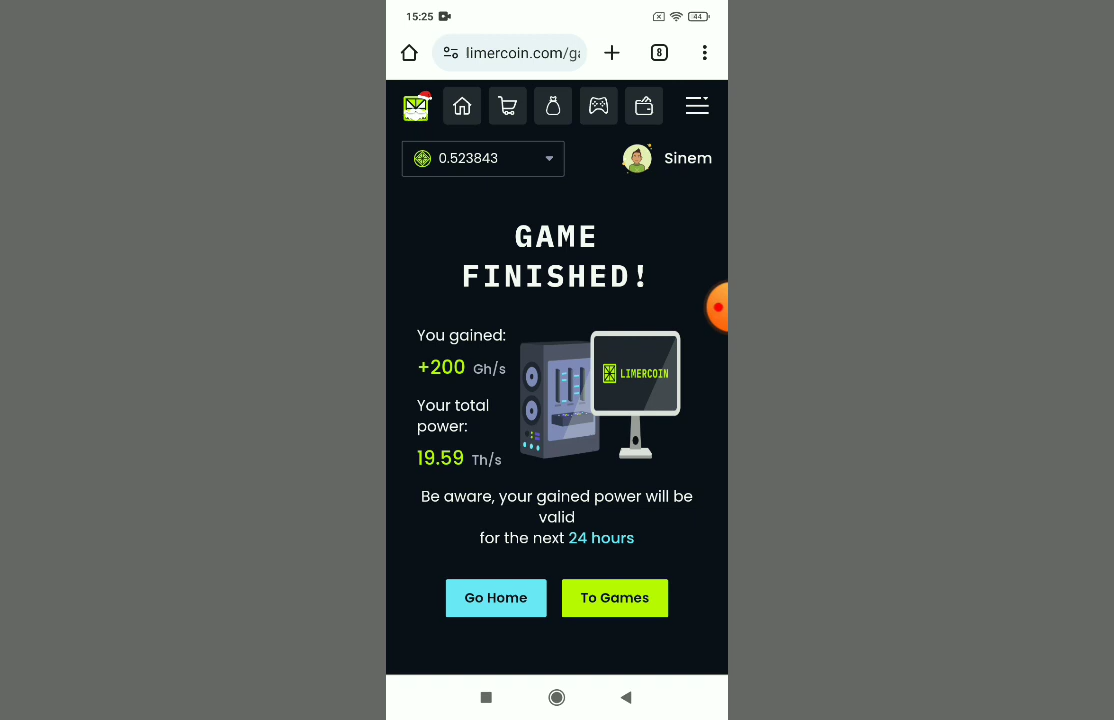 15:25
44
limercoin.com/ga
8
0.523843
Sinem
GAME
FINISHED!
You gained:
+200 Gh/s
LIMERCOIN
Your total
power:
19.59 Th/s
Be aware, your gained power will be
valid
for the next 24 hours
Go Home
To Games